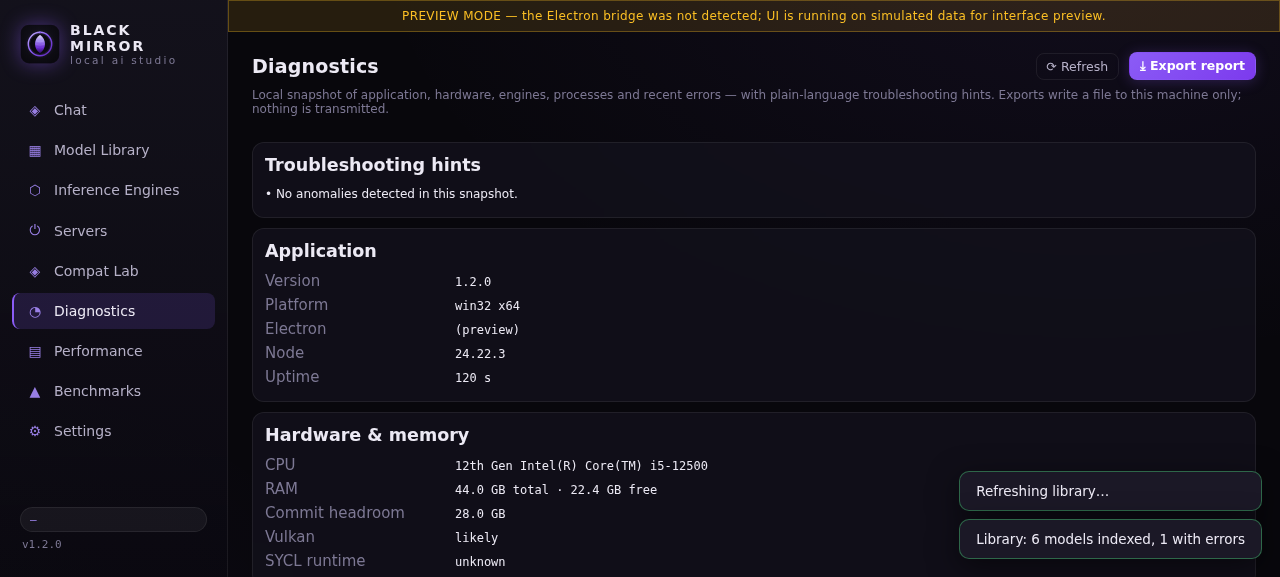 PREVIEW MODE — the Electron bridge was not detected; UI is running on simulated data for interface preview.
BLACK
MIRROR
local ai studio
Chat
Model Library
Inference Engines
Servers
Compat Lab
Diagnostics
Performance
Benchmarks
Settings
—
v1.2.0
Diagnostics
⟳ Refresh
⤓ Export report
Local snapshot of application, hardware, engines, processes and recent errors — with plain-language troubleshooting hints. Exports write a file to this machine only;
nothing is transmitted.
Troubleshooting hints
• No anomalies detected in this snapshot.
Application
Version 1.2.0
Platform win32 x64
Electron (preview)
Node 24.22.3
Uptime 120 s
Hardware & memory
CPU 12th Gen Intel(R) Core(TM) i5-12500
RAM 44.0 GB total · 22.4 GB free
Commit headroom 28.0 GB
Vulkan likely
SYCL runtime unknown
Refreshing library…
Library: 6 models indexed, 1 with errors